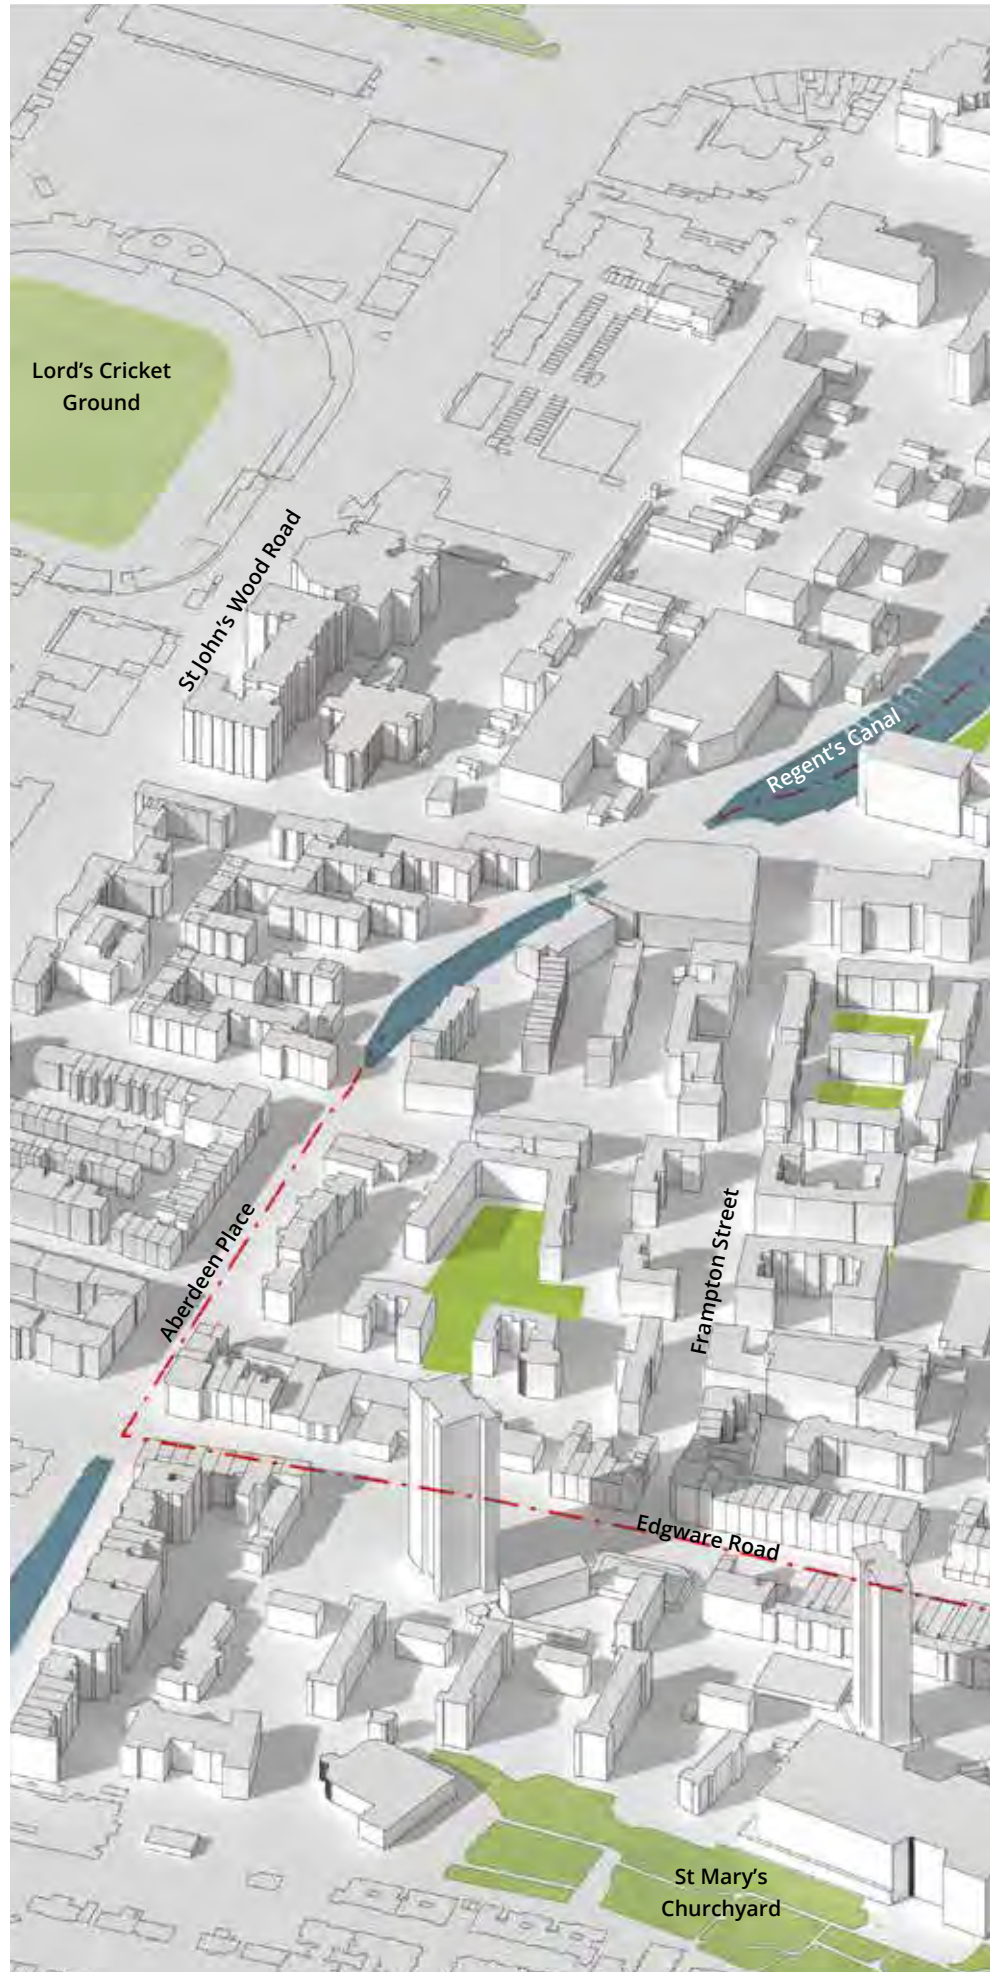 Lord’s Cricket
Ground
St John’s Wood Road
Regent’s Canal
Aberdeen Place
Frampton Street
Edgware Road
St Mary’s
Churchyard